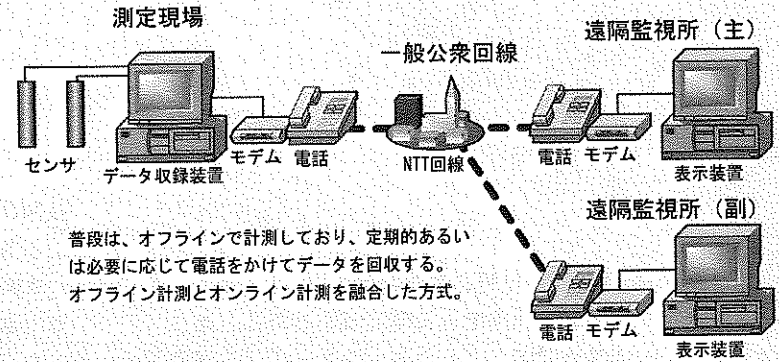 測定現場
遠隔監視所（主）
一般公衆回線
センサ
データ収録装置
モデム
電話
NTT回線
電話
モデム
表示装置
遠隔監視所（副）
普段は、オフラインで計測しており、定期的あるい
は必要に応じて電話をかけてデータを回収する。
オフライン計測とオンライン計測を融合した方式。
電話
モデム
表示装置